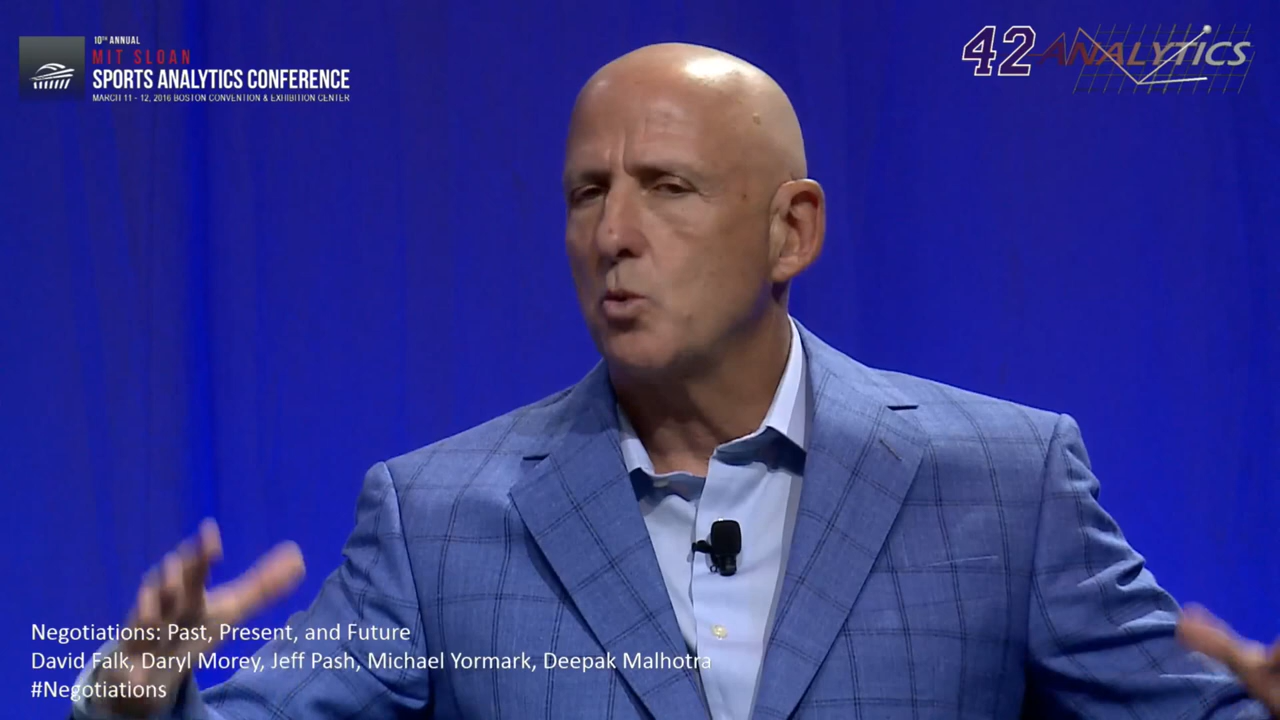 10TH ANNUAL
MIT SLOAN
SPORTS ANALYTICS CONFERENCE
MARCH 11 - 12, 2016 BOSTON CONVENTION & EXHIBITION CENTER
42 ANALYTICS
Negotiations: Past, Present, and Future
David Falk, Daryl Morey, Jeff Pash, Michael Yormark, Deepak Malhotra
#Negotiations